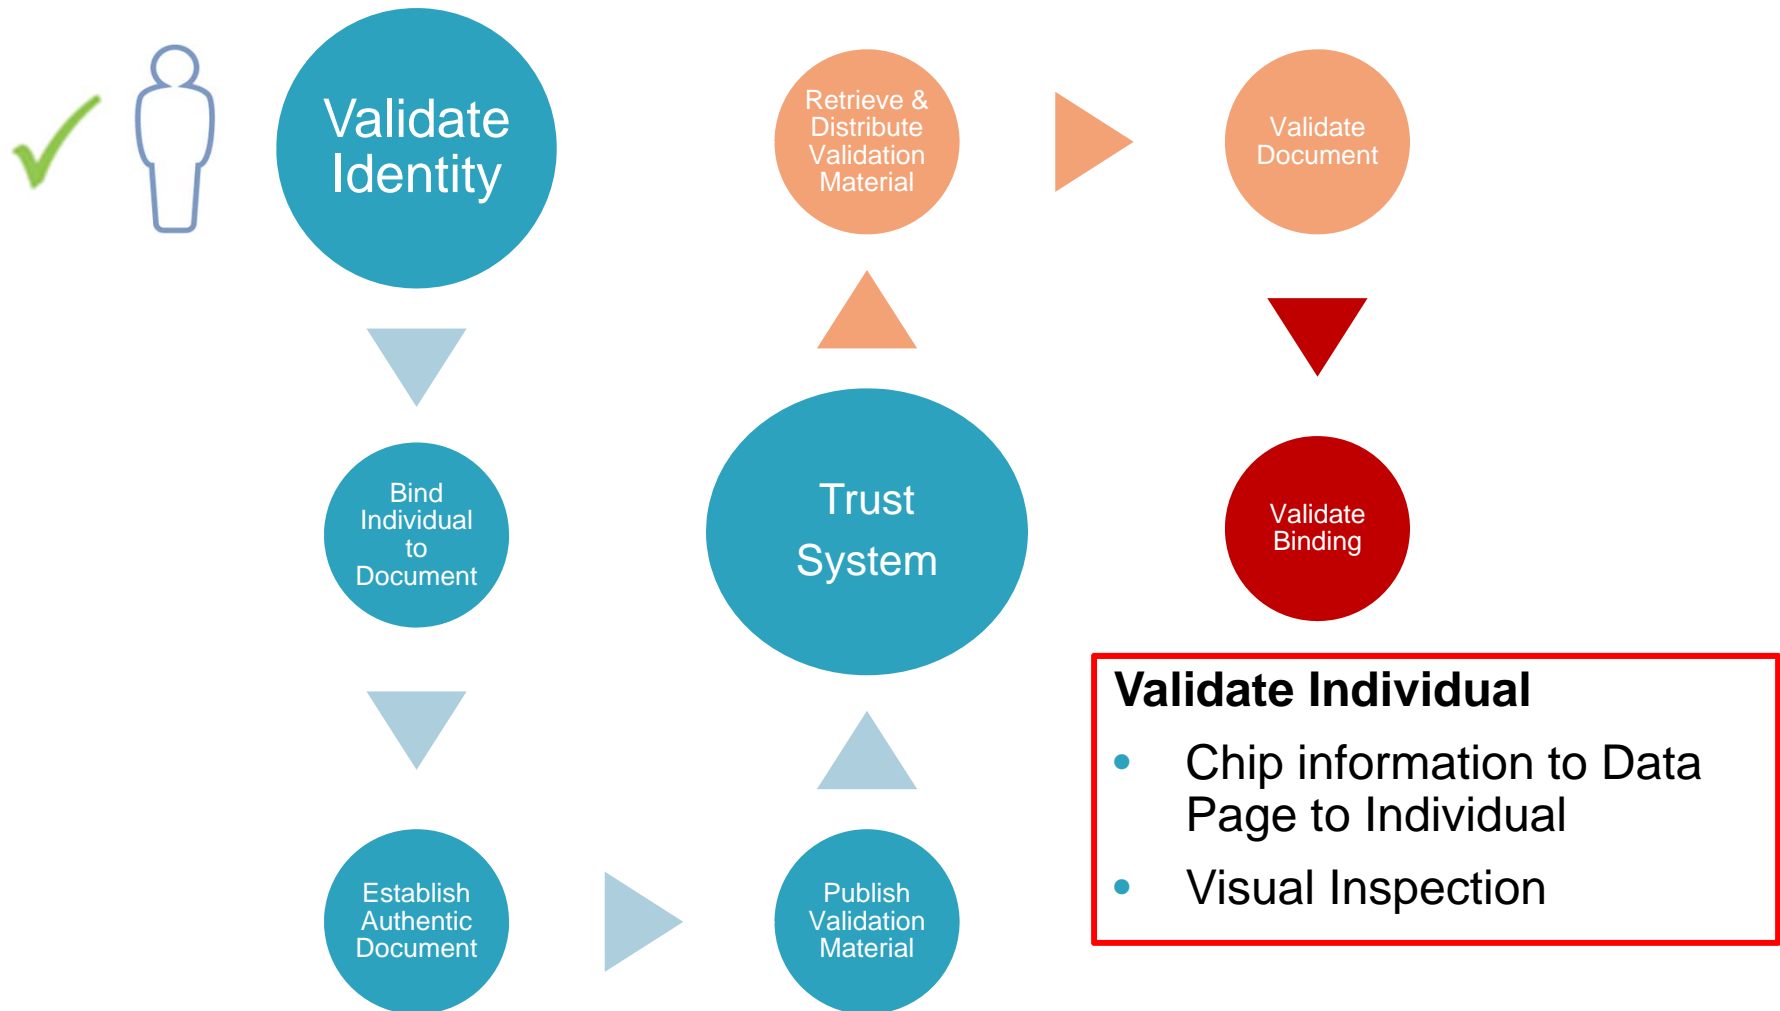 Validate
Identity
Bind
Individual
to
Document
Establish
Authentic
Document
Publish
Validation
Material
Trust
System
Retrieve &
Distribute
Validation
Material
Validate
Document
Validate
Binding
Validate Individual
• Chip information to Data
Page to Individual
• Visual Inspection